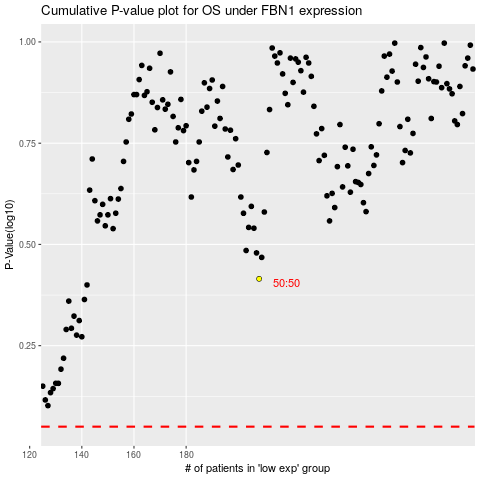 Cumulative P-value plot for OS under FBN1 expression
P-Value(log10)
1.00
0.75
0.50
0.25
50:50
120 140 160 180
# of patients in 'low exp' group